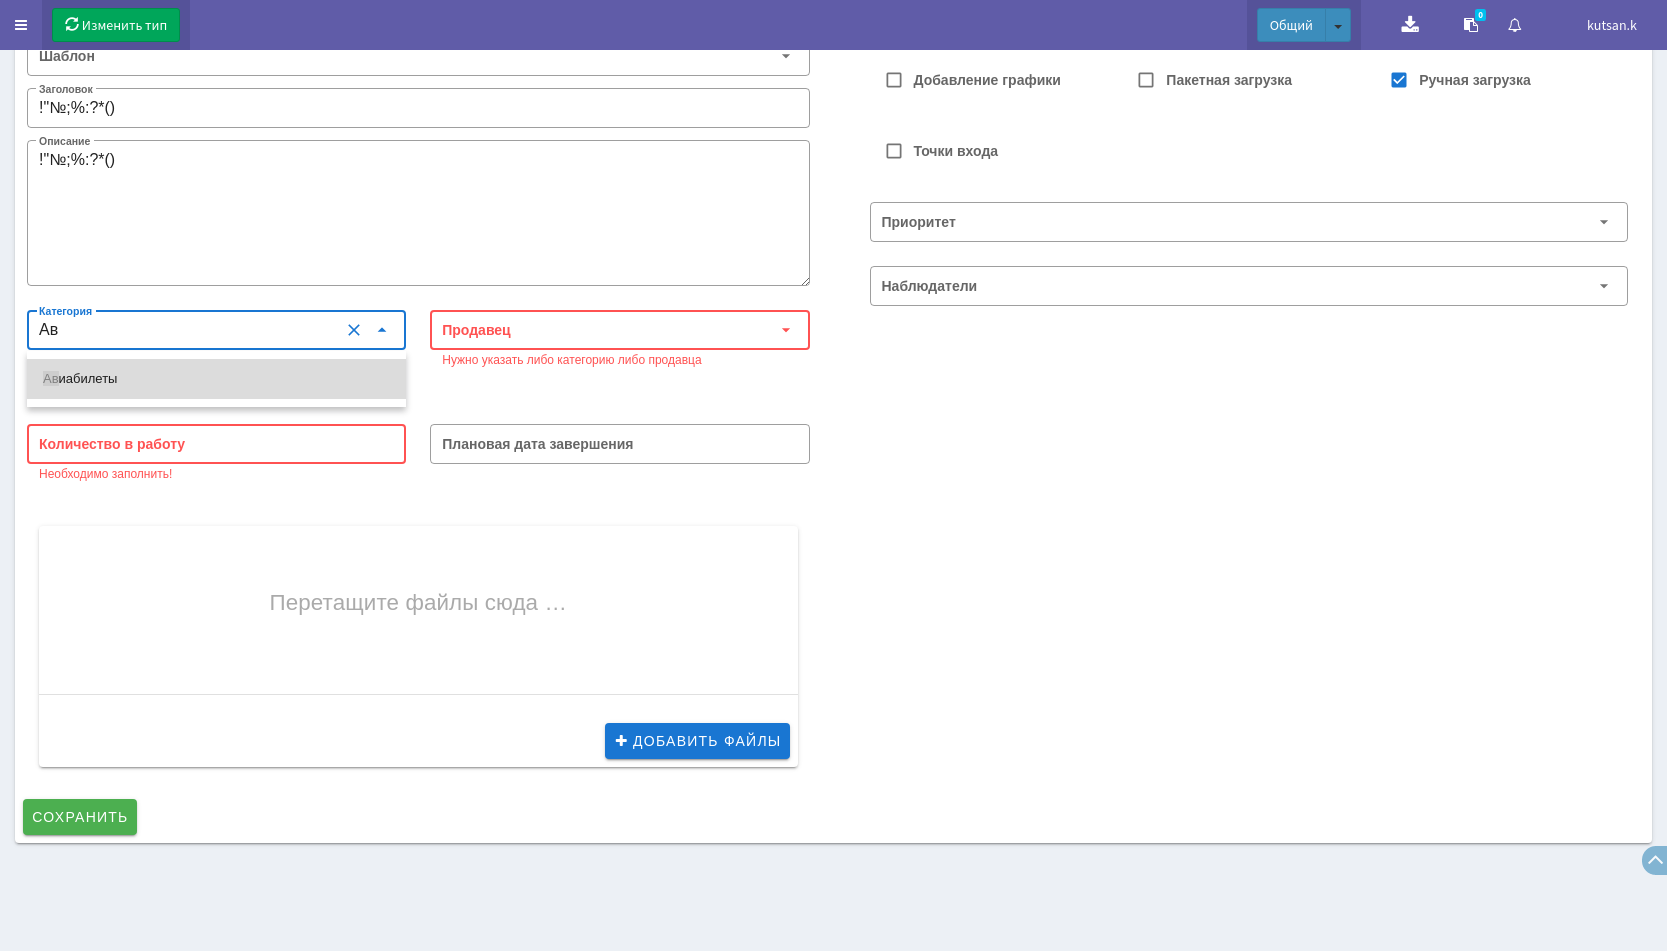 Изменить тип
Общий
0
kutsan.k
Шаблон
Заголовок
!"№;%:?*()
Описание
!"№;%:?*()
Категория
Ав
Авиабилеты
Продавец
Нужно указать либо категорию либо продавца
Количество в работу
Необходимо заполнить!
Плановая дата завершения
Перетащите файлы сюда …
ДОБАВИТЬ ФАЙЛЫ
СОХРАНИТЬ
Добавление графики
Пакетная загрузка
Ручная загрузка
Точки входа
Приоритет
Наблюдатели